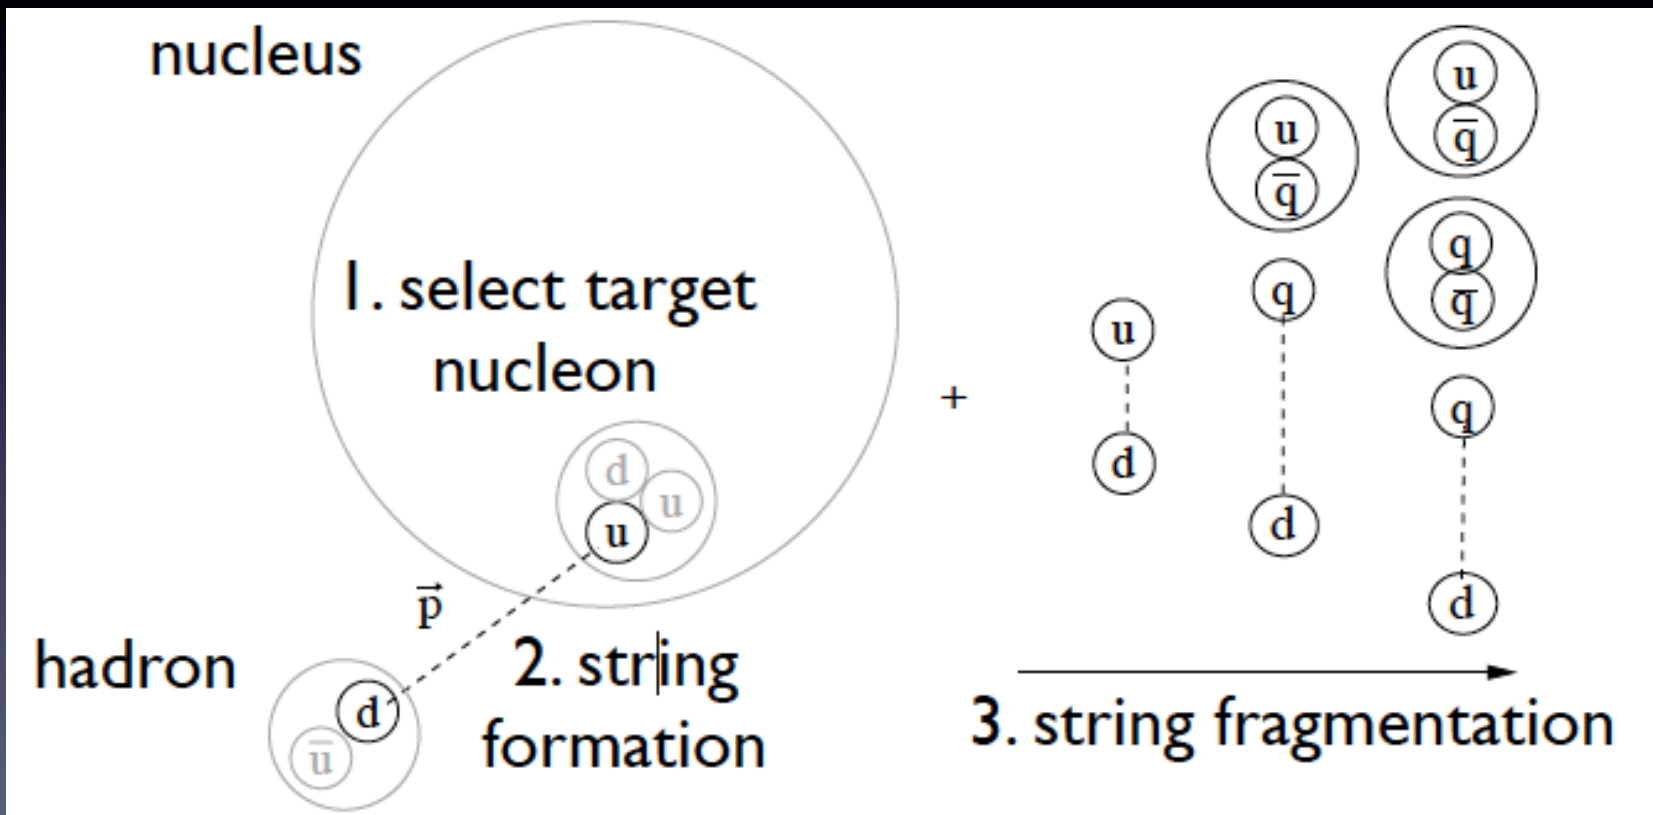 nucleus
1. select target
nucleon
d
u
u
p⃗
hadron
d
u̅
2. string
formation
+
u
d
u
q̅
q
d
u
q̅
q
q̅
q
d
3. string fragmentation